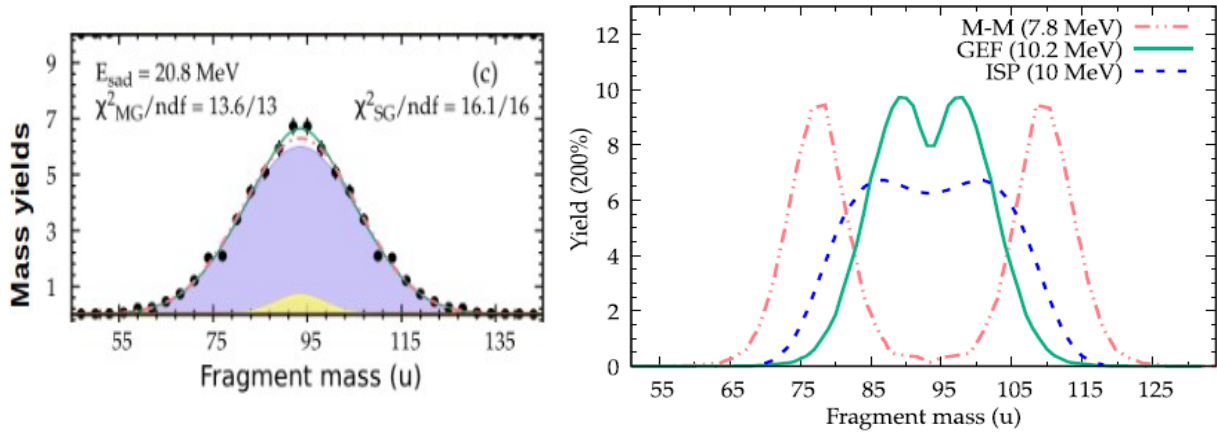 9
7
5
3
1
Mass yields
E_sad = 20.8 MeV
(c)
χ²_MG/ndf = 13.6/13
χ²_SG/ndf = 16.1/16
55
75
95
115
135
Fragment mass (u)
12
10
8
6
4
2
0
Yield (200%)
M-M (7.8 MeV)
GEF (10.2 MeV)
ISP (10 MeV)
55
65
75
85
95
105
115
125
Fragment mass (u)